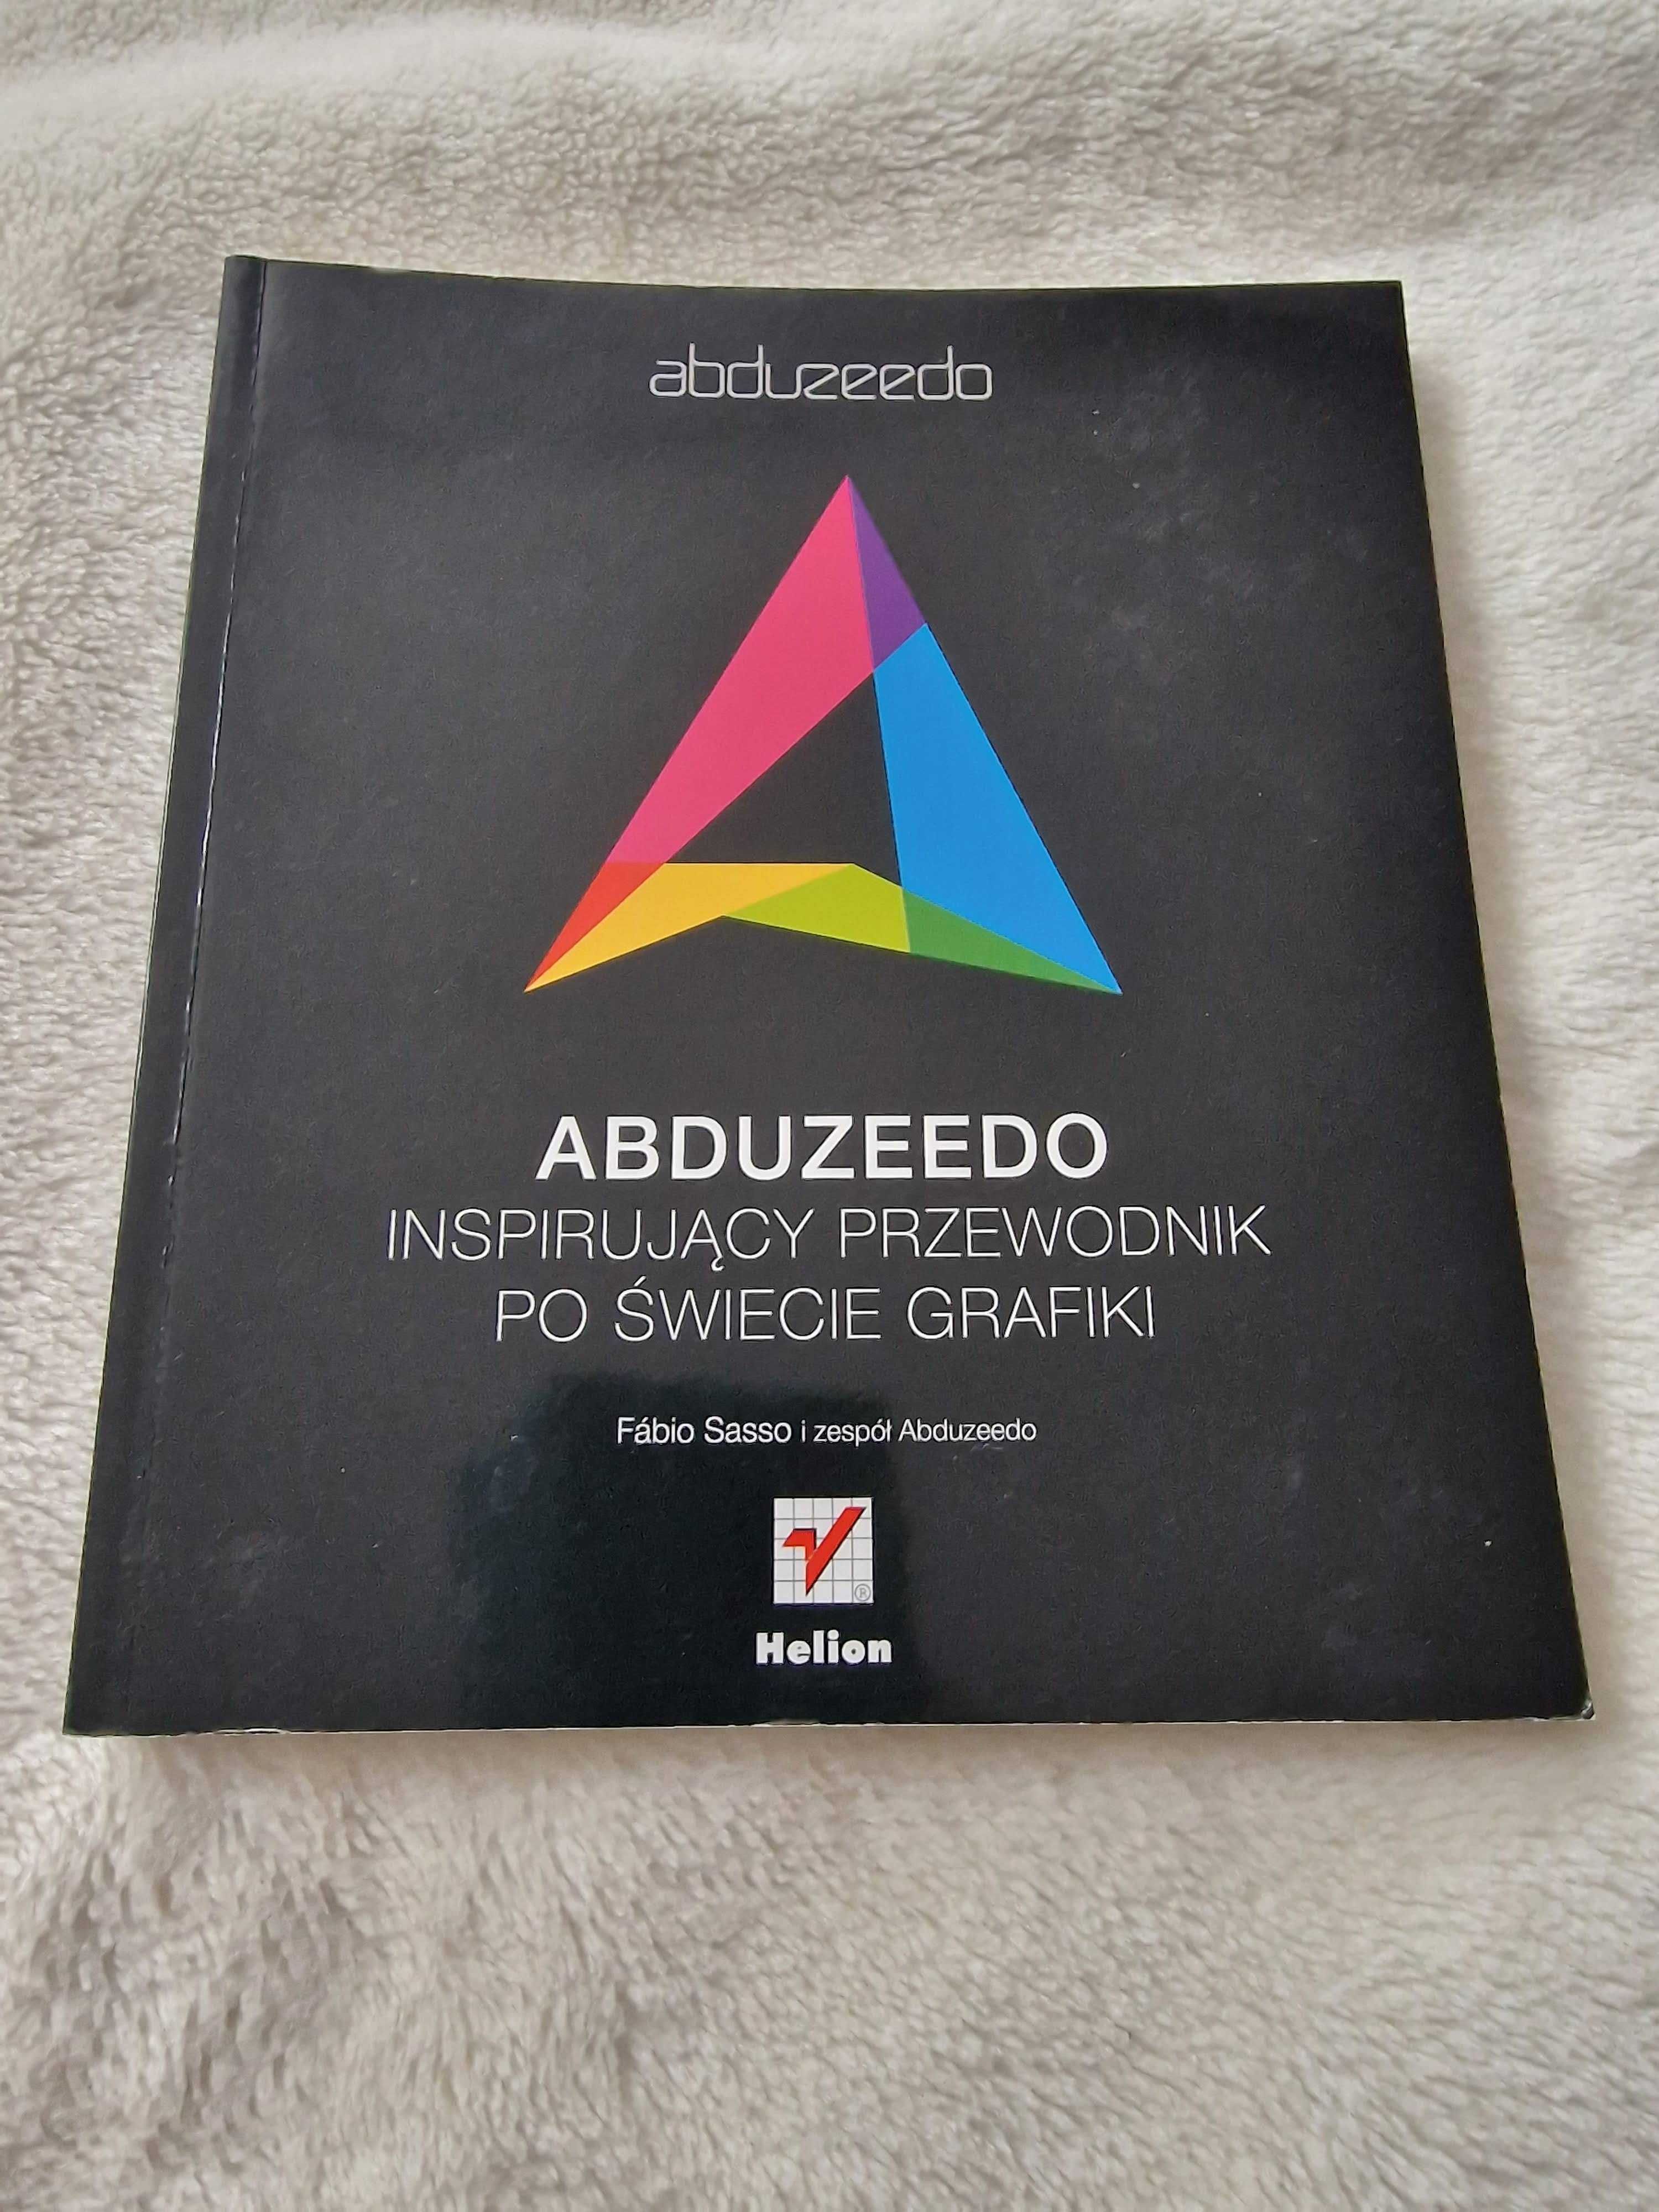 abduzeedo
ABDUZEEDO
INSPIRUJĄCY PRZEWODNIK
PO ŚWIECIE GRAFIKI
Fábio Sasso i zespół Abduzeedo
®
Helion